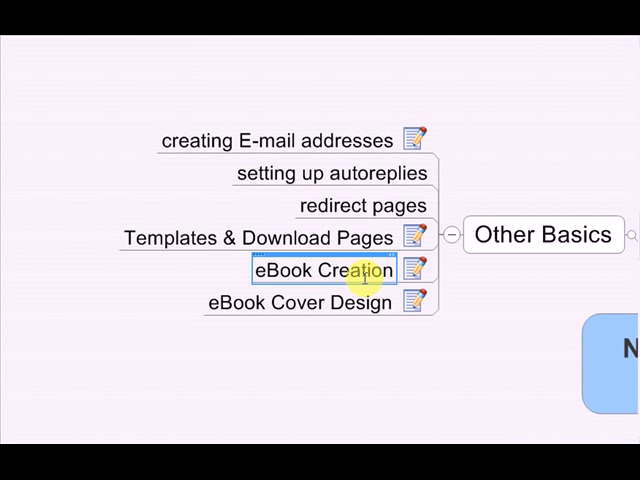 creating E-mail addresses
setting up autoreplies
redirect pages
Templates & Download Pages
Other Basics
eBook Creation
eBook Cover Design
N